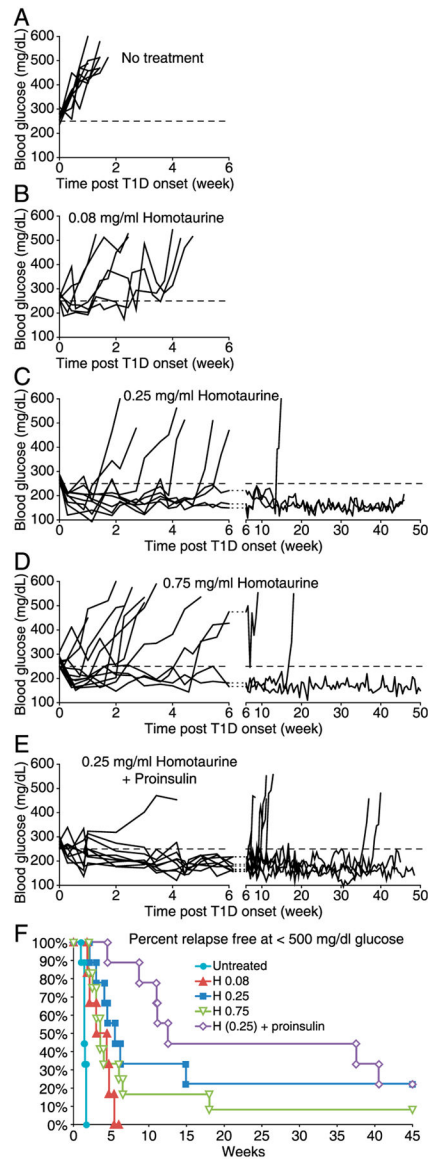 A
600
500
400
300
200
100
Blood glucose (mg/dL)
No treatment
0 2 4 6
Time post T1D onset (week)
B
600
500
400
300
200
100
Blood glucose (mg/dL)
0.08 mg/ml Homotaurine
0 2 4 6
Time post T1D onset (week)
C
600
500
400
300
200
100
Blood glucose (mg/dL)
0.25 mg/ml Homotaurine
0 2 4 6 6 10 20 30 40 50
Time post T1D onset (week)
D
600
500
400
300
200
100
Blood glucose (mg/dL)
0.75 mg/ml Homotaurine
0 2 4 6 6 10 20 30 40 50
Time post T1D onset (week)
E
600
500
400
300
200
100
Blood glucose (mg/dL)
0.25 mg/ml Homotaurine
+ Proinsulin
0 2 4 6 6 10 20 30 40 50
Time post T1D onset (week)
F
Percent relapse free at < 500 mg/dl glucose
100%
90%
80%
70%
60%
50%
40%
30%
20%
10%
0%
Untreated
H 0.08
H 0.25
H 0.75
H (0.25) + proinsulin
0 5 10 15 20 25 30 35 40 45
Weeks